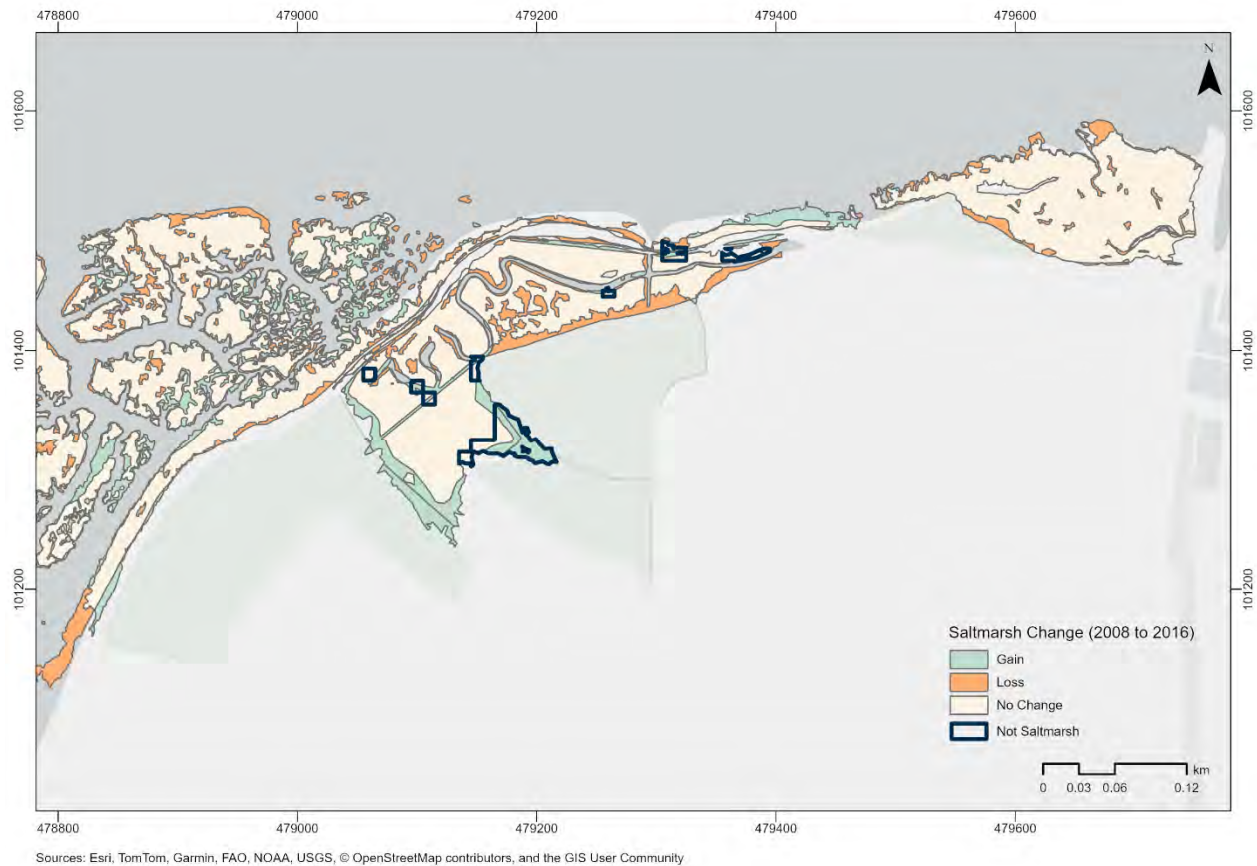 478800 479000 479200 479400 479600
N
101600 101600
101400 101400
101200 101200
Saltmarsh Change (2008 to 2016)
Gain
Loss
No Change
Not Saltmarsh
km
0 0.03 0.06 0.12
478800 479000 479200 479400 479600
Sources: Esri, TomTom, Garmin, FAO, NOAA, USGS, © OpenStreetMap contributors, and the GIS User Community